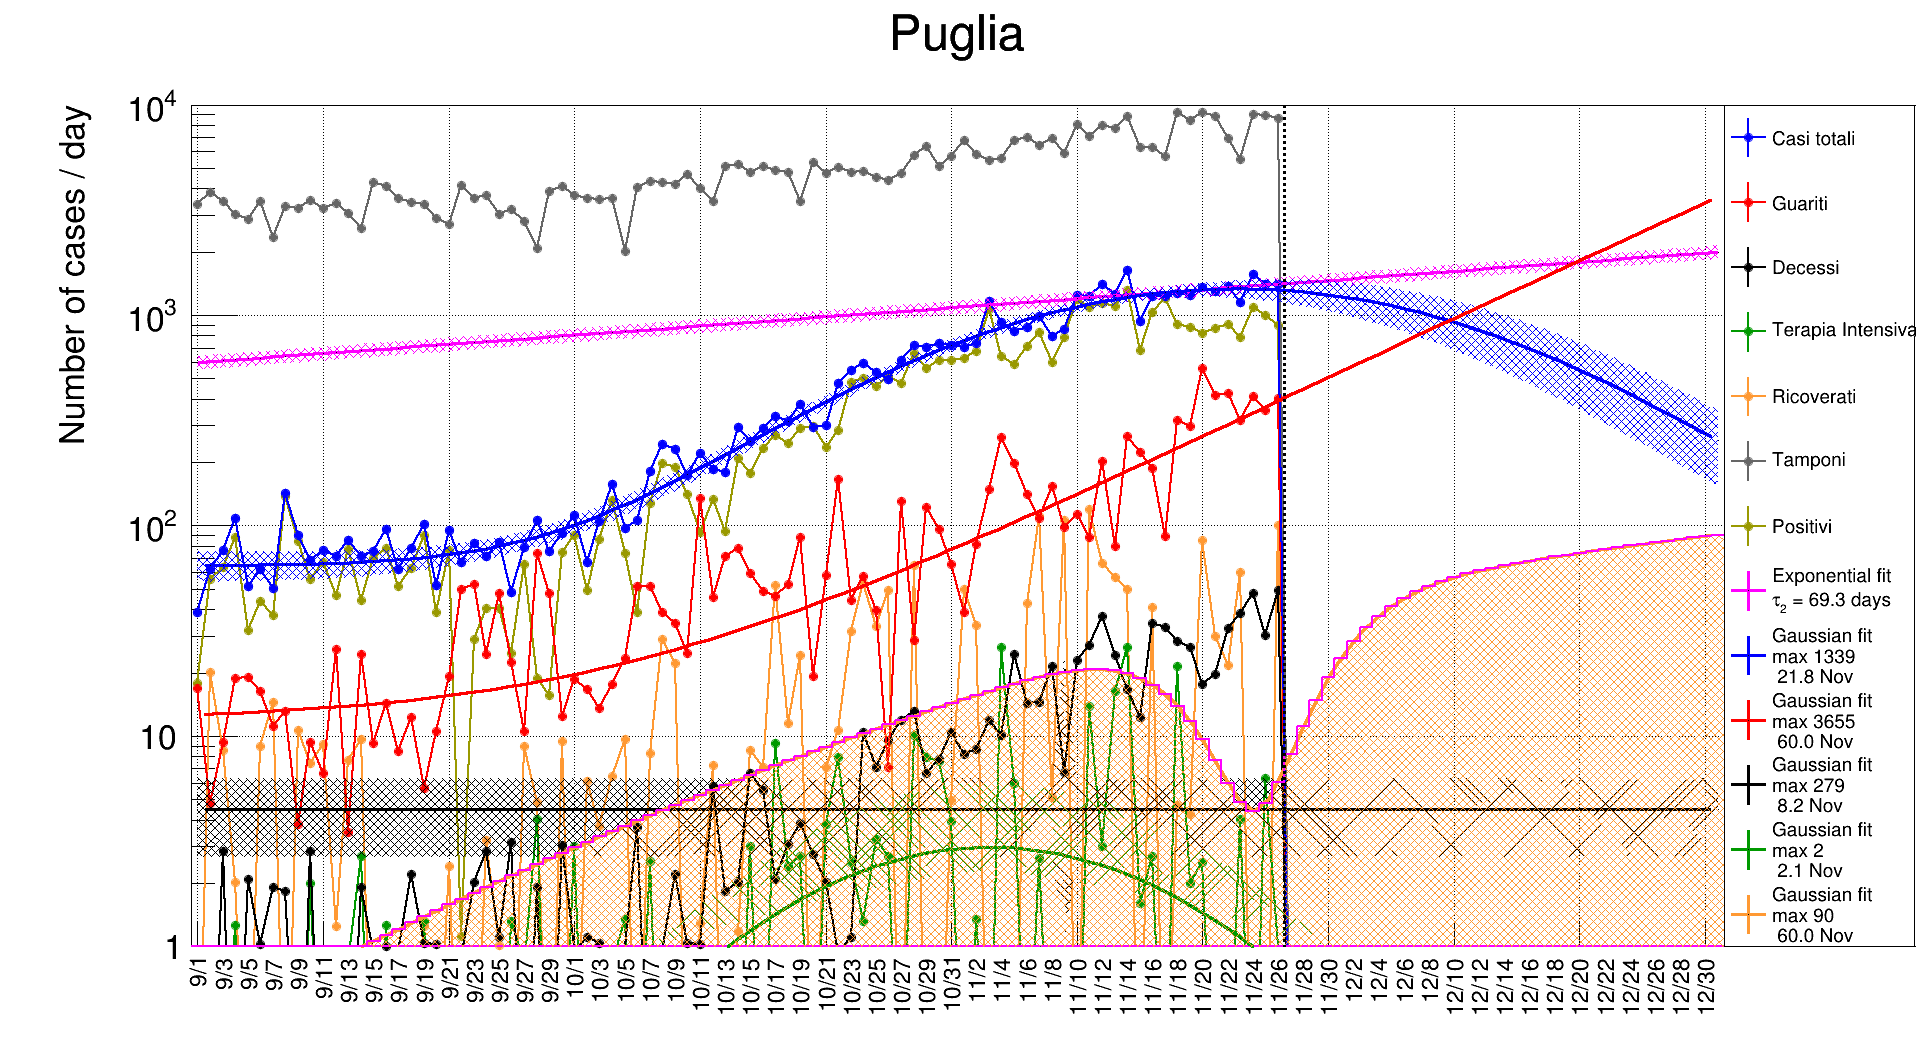 Puglia
Number of cases / day
10^4
10^3
10^2
10
1
9/1
9/3
9/5
9/7
9/9
9/11
9/13
9/15
9/17
9/19
9/21
9/23
9/25
9/27
9/29
10/1
10/3
10/5
10/7
10/9
10/11
10/13
10/15
10/17
10/19
10/21
10/23
10/25
10/27
10/29
10/31
11/2
11/4
11/6
11/8
11/10
11/12
11/14
11/16
11/18
11/20
11/22
11/24
11/26
11/28
11/30
12/2
12/4
12/6
12/8
12/10
12/12
12/14
12/16
12/18
12/20
12/22
12/24
12/26
12/28
12/30
Casi totali
Guariti
Decessi
Terapia Intensiva
Ricoverati
Tamponi
Positivi
Exponential fit
τ2 = 69.3 days
Gaussian fit
max 1339
21.8 Nov
Gaussian fit
max 3655
60.0 Nov
Gaussian fit
max 279
8.2 Nov
Gaussian fit
max 2
2.1 Nov
Gaussian fit
max 90
60.0 Nov